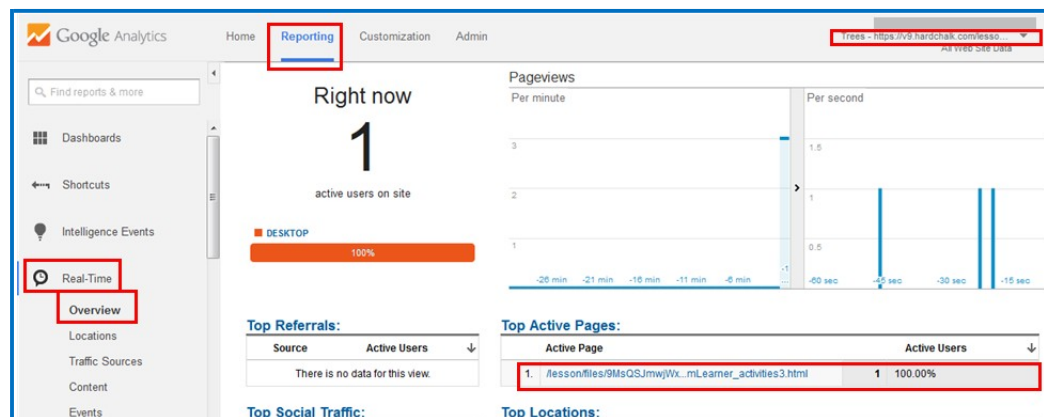 Google Analytics
Home Reporting Customization Admin
Trees - https://v9.hardchalk.com/lesso...
All Web Site Data
Find reports & more
Dashboards
Shortcuts
Intelligence Events
Real-Time
Overview
Locations
Traffic Sources
Content
Events
Right now
1
active users on site
DESKTOP
100%
Pageviews
Per minute
3
2
1
-26 min -21 min -16 min -11 min -6 min -1
Per second
1.5
1
0.5
-60 sec -45 sec -30 sec -15 sec
Top Referrals:
Source Active Users
There is no data for this view.
Top Active Pages:
Active Page Active Users
1. /lesson/files/9MsQSJmwjWx...mLearner_activities3.html 1 100.00%
Top Social Traffic:
Top Locations: